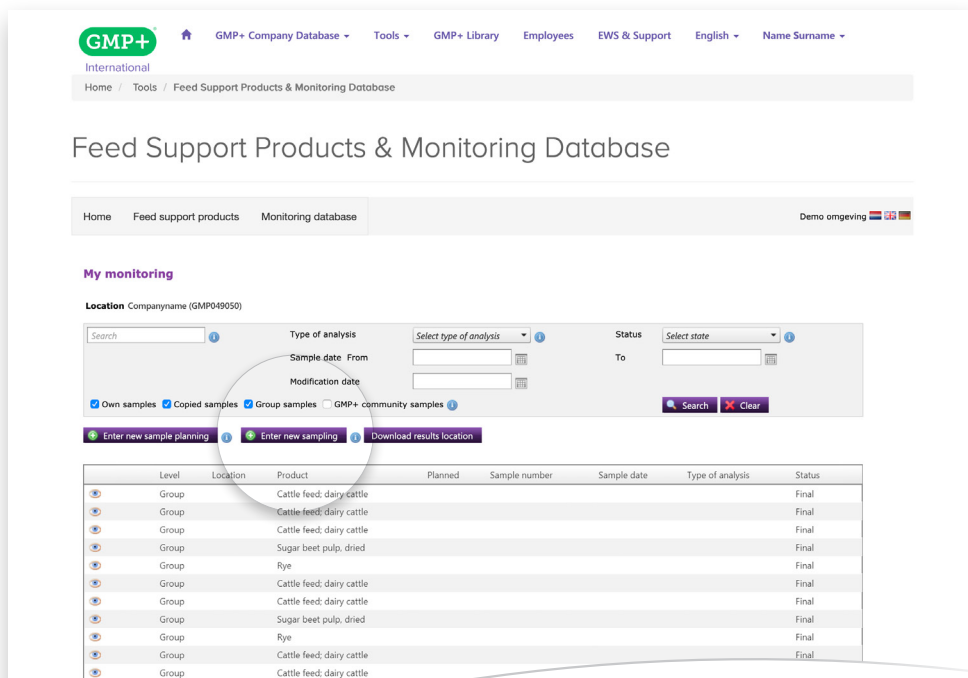 GMP+
International
GMP+ Company Database Tools GMP+ Library Employees EWS & Support English Name Surname
Home / Tools / Feed Support Products & Monitoring Database
Feed Support Products & Monitoring Database
Home Feed support products Monitoring database Demo omgeving
My monitoring
Location Companyname (GMP049050)
Search Type of analysis Select type of analysis Status Select state
Sample date From To
Modification date
Own samples Copied samples Group samples GMP+ community samples Search Clear
Enter new sample planning Enter new sampling Download results location
Level Location Product Planned Sample number Sample date Type of analysis Status
Group Cattle feed; dairy cattle Final
Group Cattle feed; dairy cattle Final
Group Cattle feed; dairy cattle Final
Group Sugar beet pulp, dried Final
Group Rye Final
Group Cattle feed; dairy cattle Final
Group Cattle feed; dairy cattle Final
Group Sugar beet pulp, dried Final
Group Rye Final
Group Cattle feed; dairy cattle Final
Group Cattle feed; dairy cattle